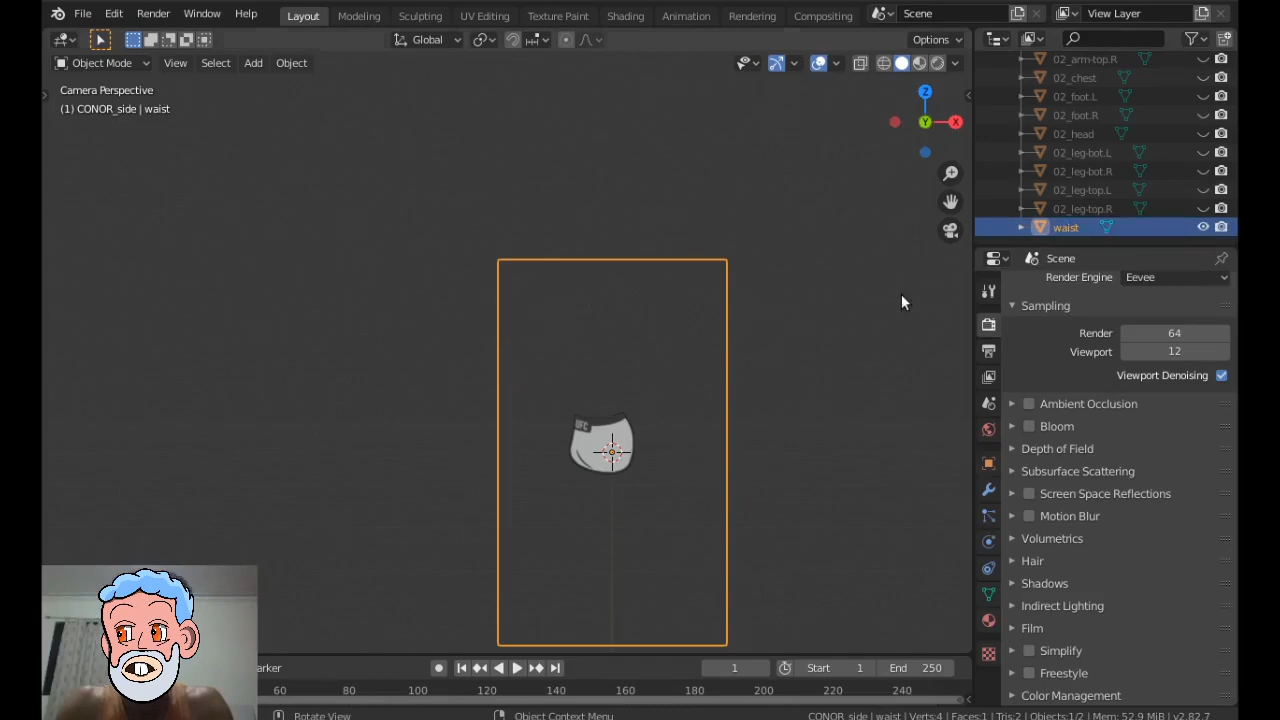 File Edit Render Window Help Layout Modeling Sculpting UV Editing Texture Paint Shading Animation Rendering Compositing Scene View Layer
Global Options
Object Mode View Select Add Object
Camera Perspective
(1) CONOR_side | waist
Z
Y X
UFC
02_arm-top.R
02_chest
02_foot.L
02_foot.R
02_head
02_leg-bot.L
02_leg-bot.R
02_leg-top.L
02_leg-top.R
waist
Scene
Render Engine Eevee
Sampling
Render 64
Viewport 12
Viewport Denoising
Ambient Occlusion
Bloom
Depth of Field
Subsurface Scattering
Screen Space Reflections
Motion Blur
Volumetrics
Hair
Shadows
Indirect Lighting
Film
Simplify
Freestyle
Color Management
arker 1 Start 1 End 250
60 80 100 120 140 160 180 200 220 240
Rotate View Object Context Menu CONOR_side | waist | Verts:4 | Faces:1 | Tris:2 | Objects:1/2 | Mem: 52.9 MiB | v2.82.7